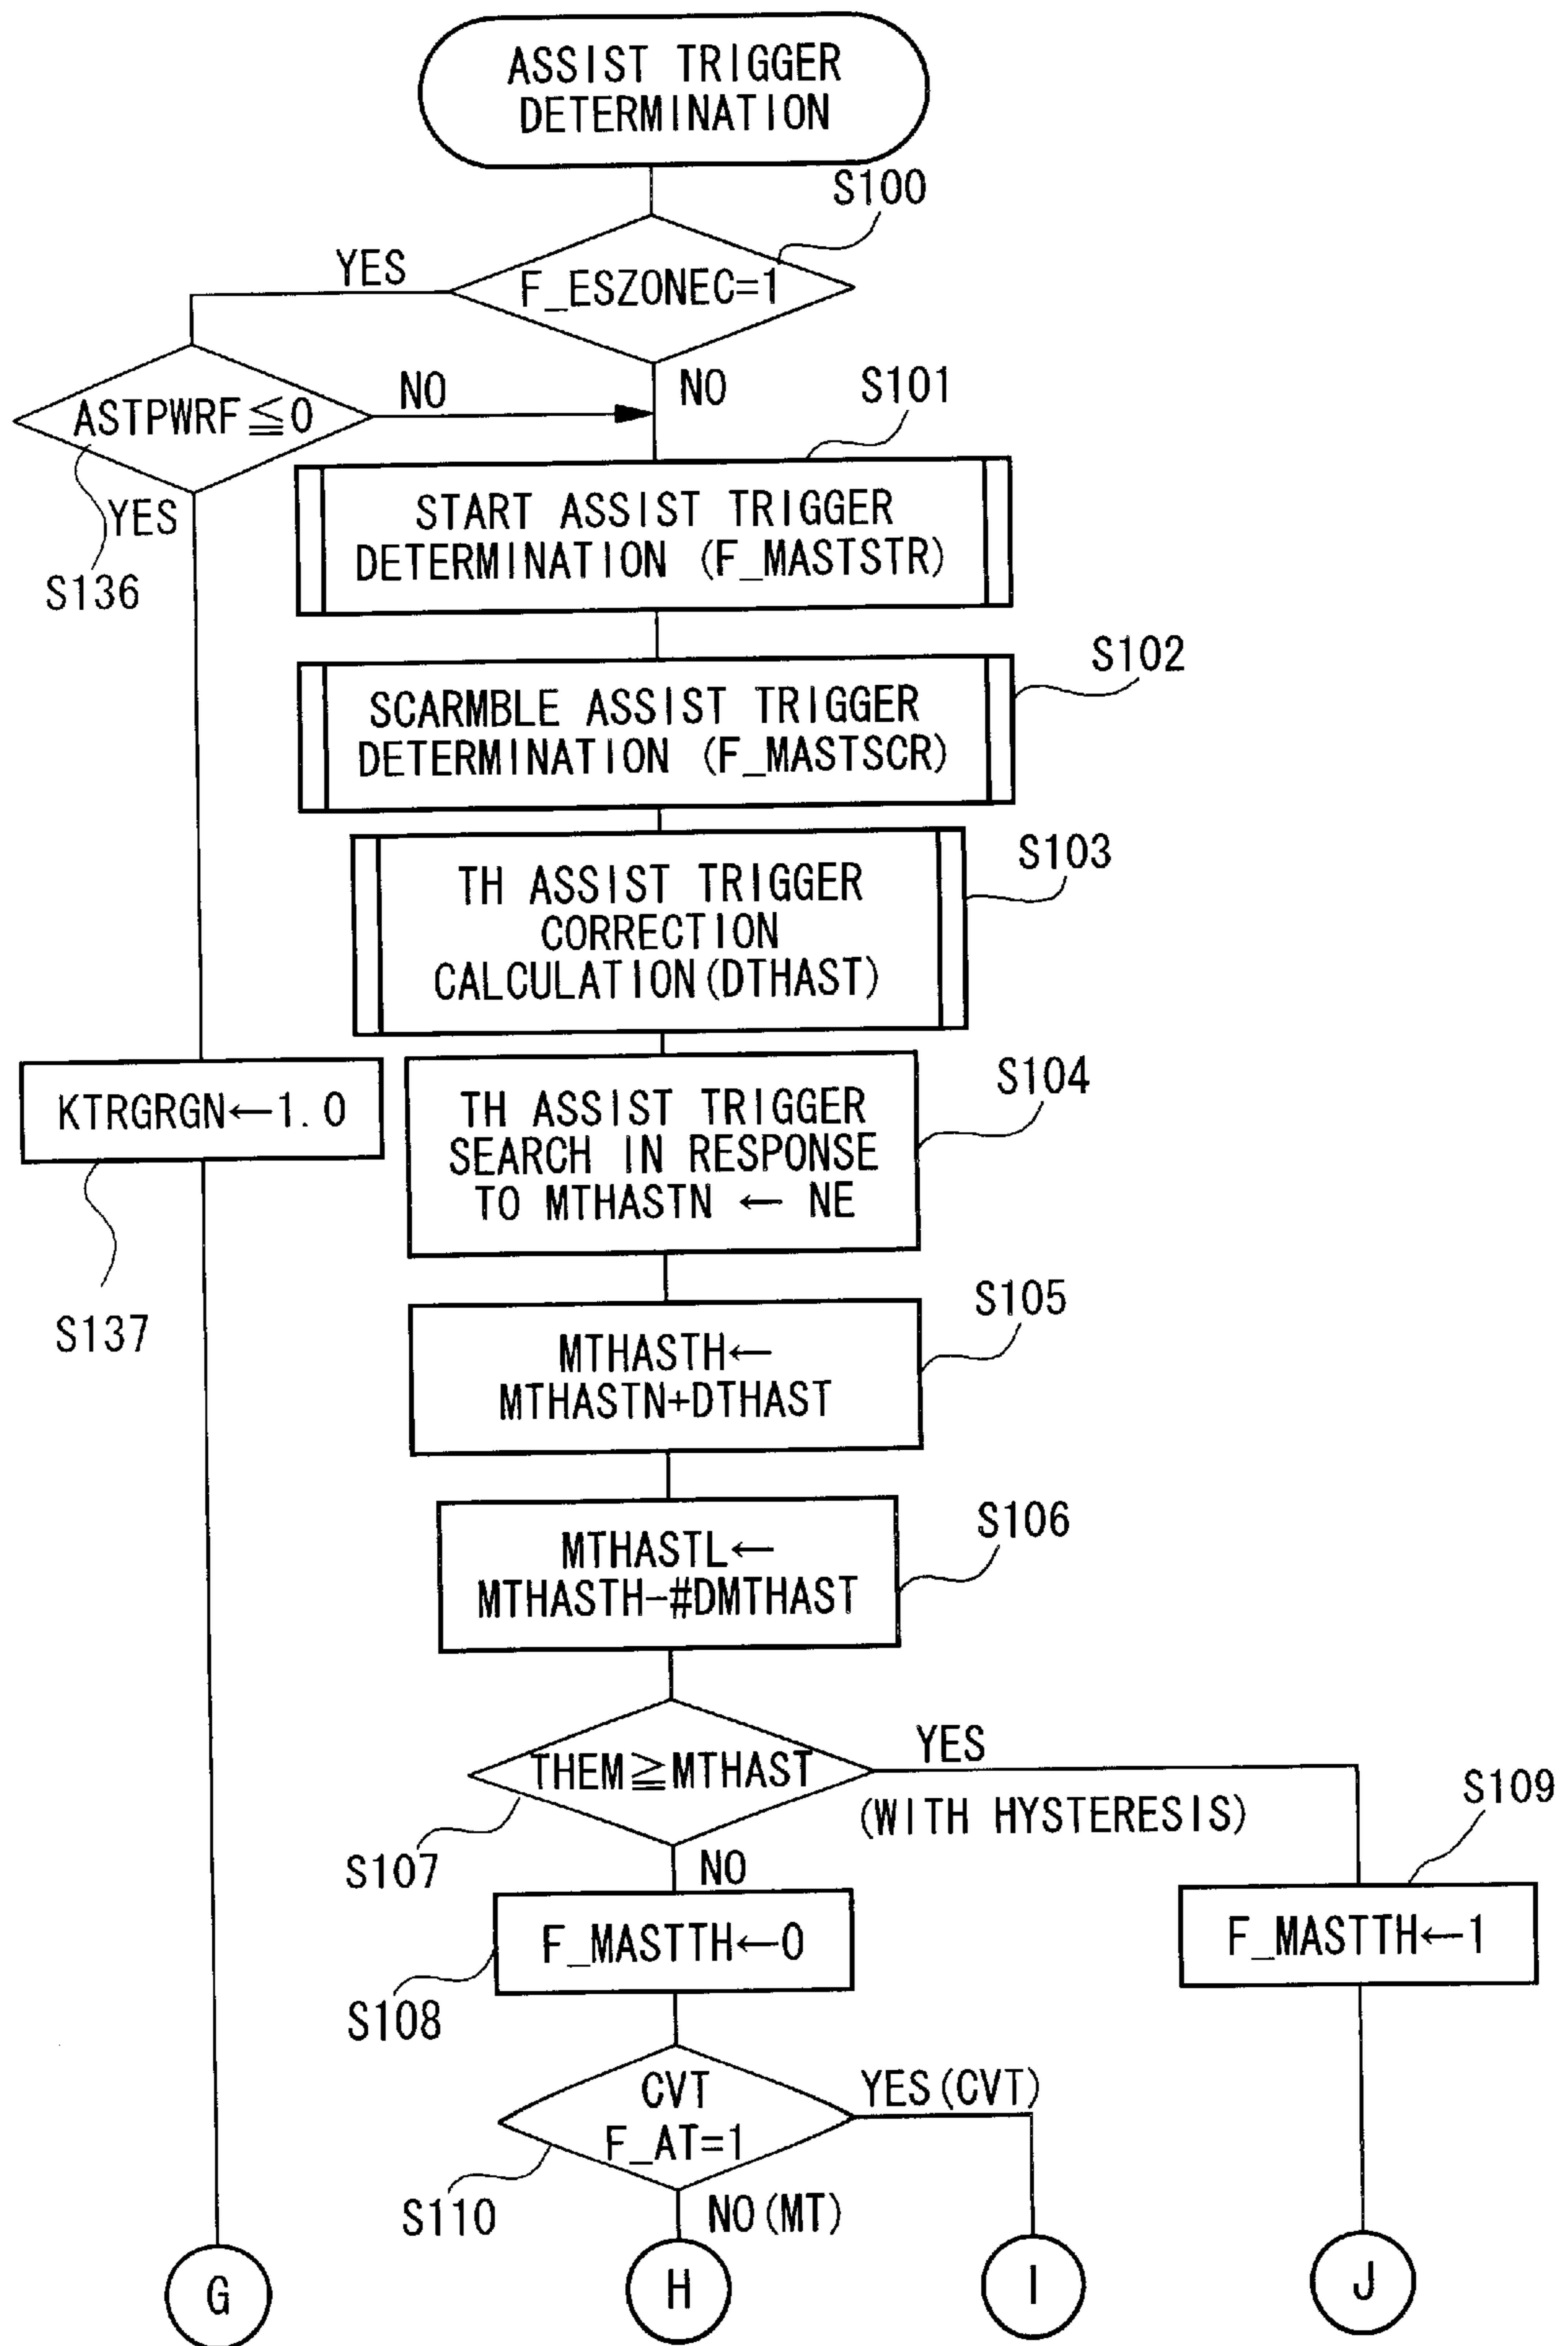 ASSIST TRIGGER
DETERMINATION
S100
YES
F_ESZONEC=1
NO
S101
NO
ASTPWRF≦0
S136
YES
START ASSIST TRIGGER
DETERMINATION (F_MASTSTR)
S102
SCARMBLE ASSIST TRIGGER
DETERMINATION (F_MASTSCR)
S103
TH ASSIST TRIGGER
CORRECTION
CALCULATION(DTHAST)
KTRGRGN←1.0
S137
S104
TH ASSIST TRIGGER
SEARCH IN RESPONSE
TO MTHASTN ← NE
S105
MTHASTH←
MTHASTN+DTHAST
S106
MTHASTL←
MTHASTH-#DMTHAST
THEM≧MTHAST
YES
(WITH HYSTERESIS)
S109
S107
NO
F_MASTTH←0
F_MASTTH←1
S108
CVT
F_AT=1
YES(CVT)
S110
NO(MT)
G
H
I
J